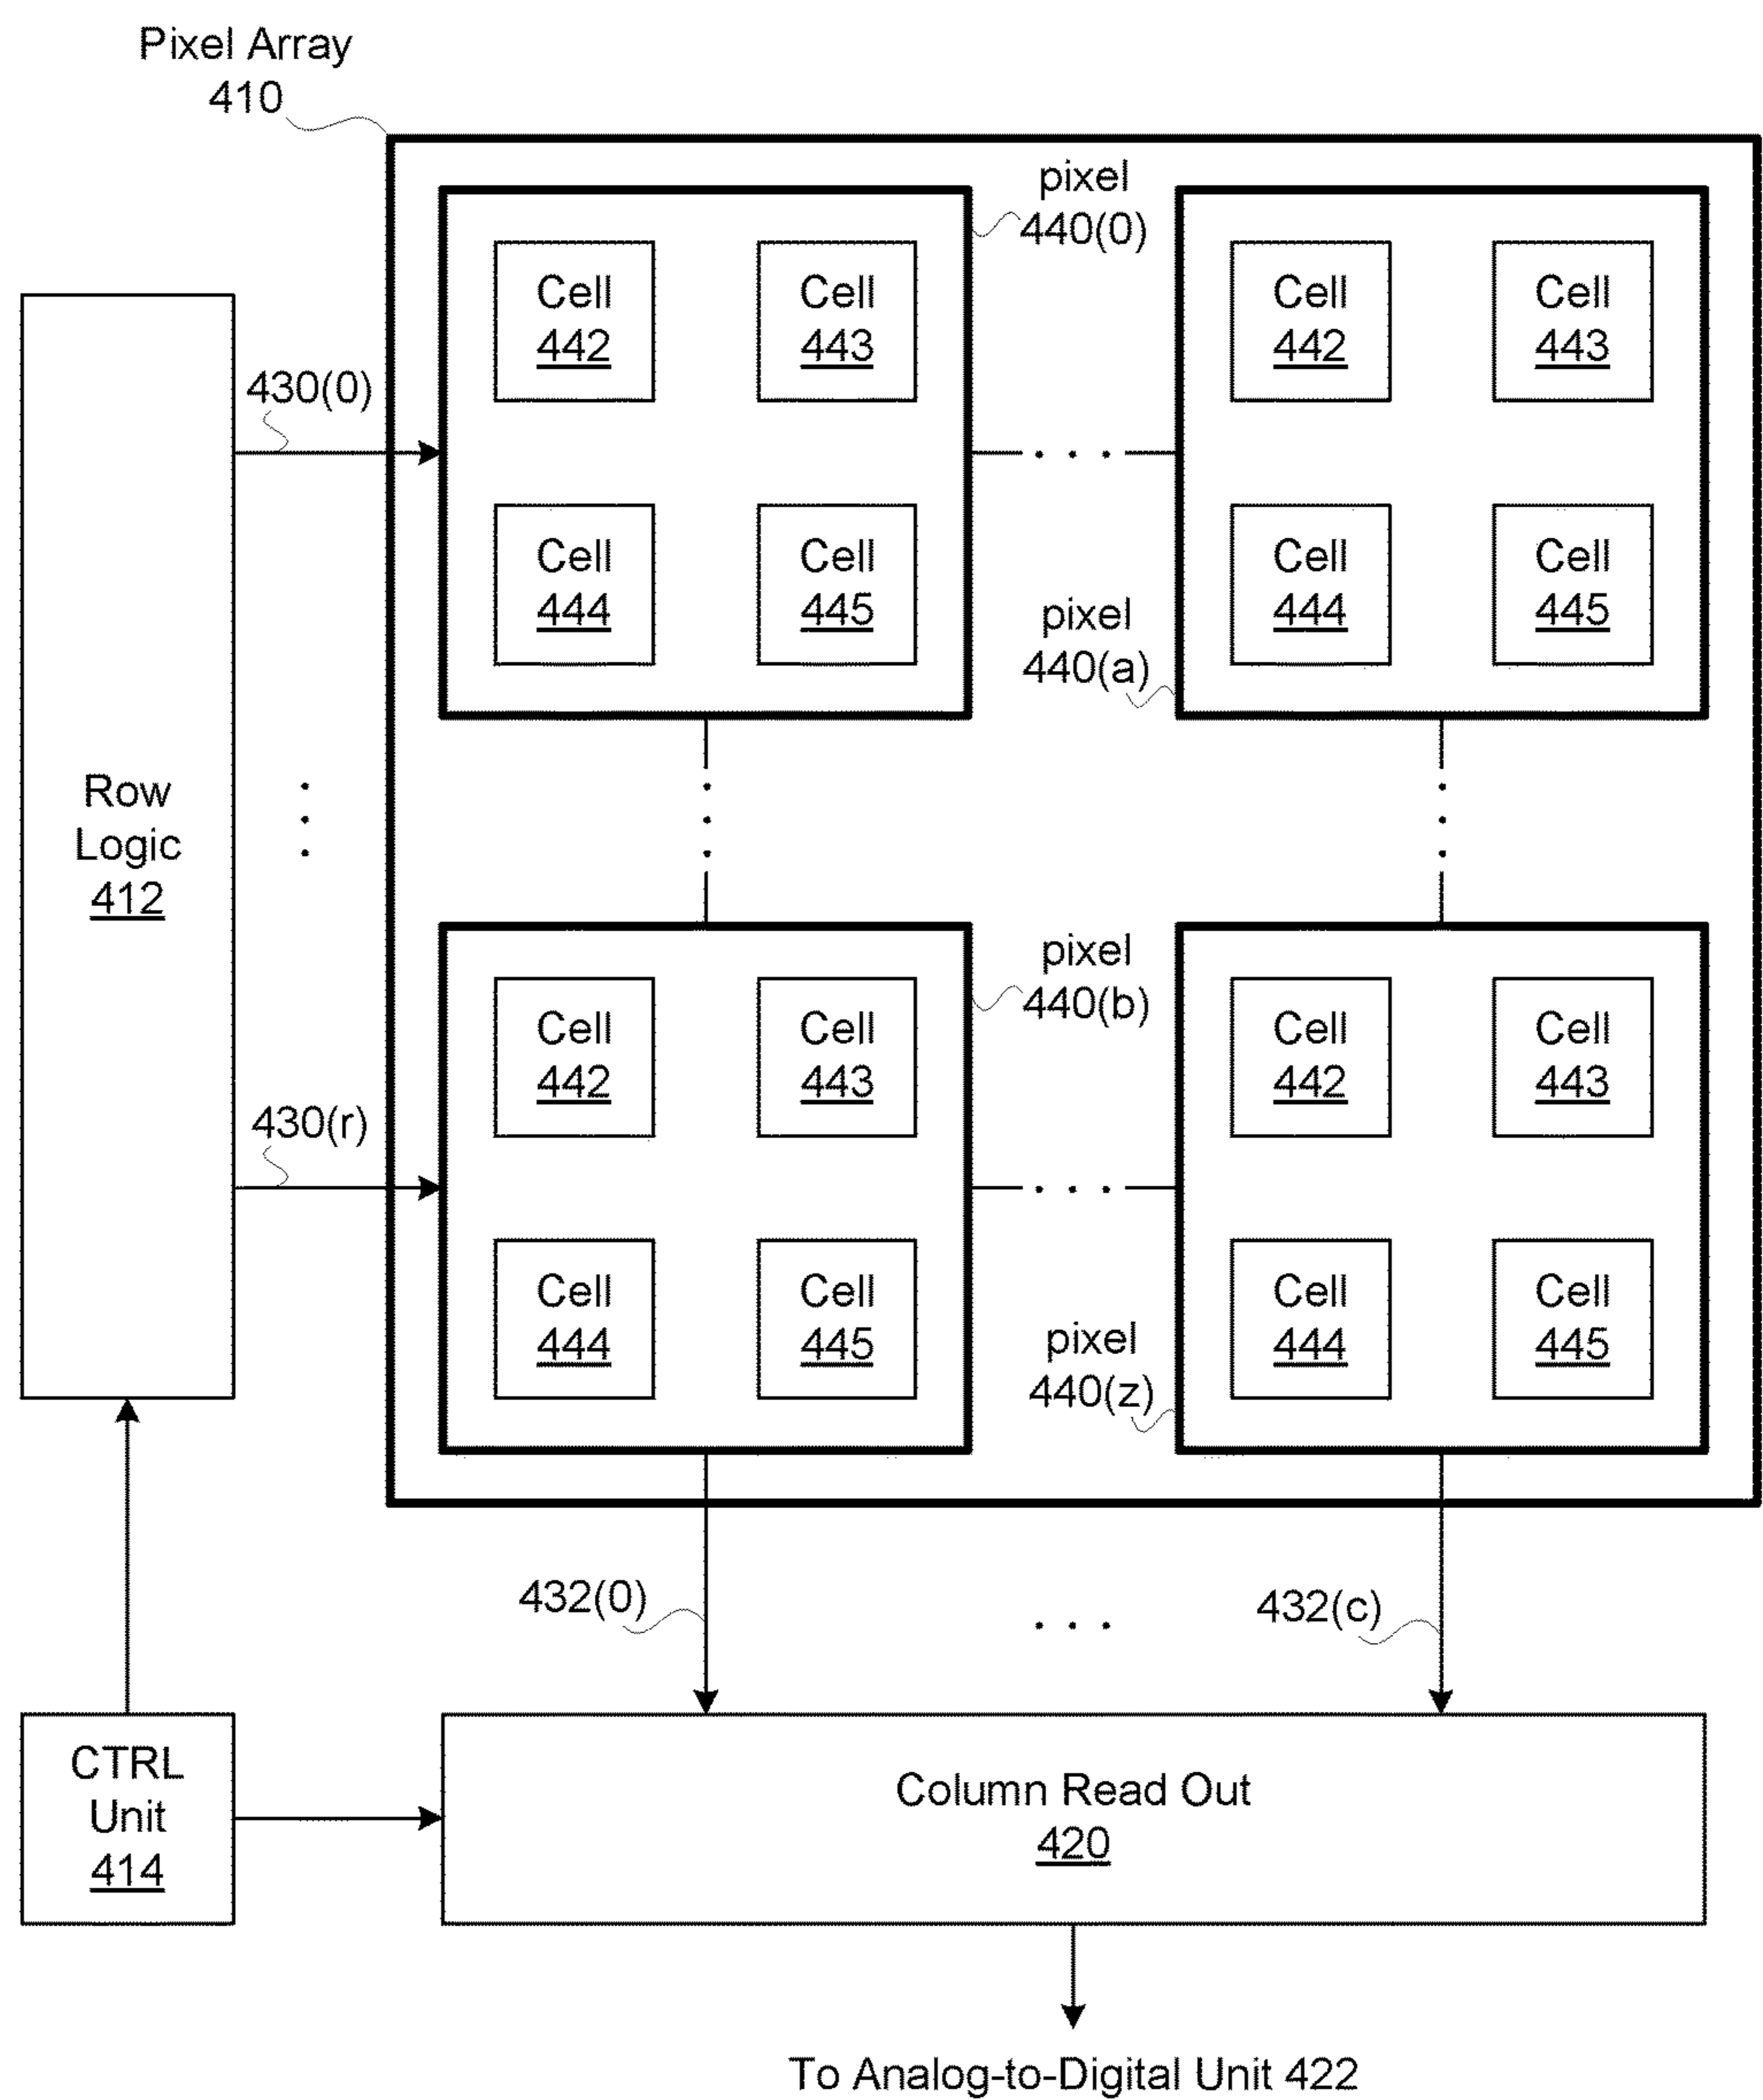 Pixel Array
410
pixel
440(0)
Cell
442
Cell
443
Cell
442
Cell
443
430(0)
Cell
444
Cell
445
pixel
440(a)
Cell
444
Cell
445
Row
Logic
412
pixel
440(b)
Cell
442
Cell
443
Cell
442
Cell
443
430(r)
Cell
444
Cell
445
pixel
440(z)
Cell
444
Cell
445
432(0)
432(c)
CTRL
Unit
414
Column Read Out
420
To Analog-to-Digital Unit 422